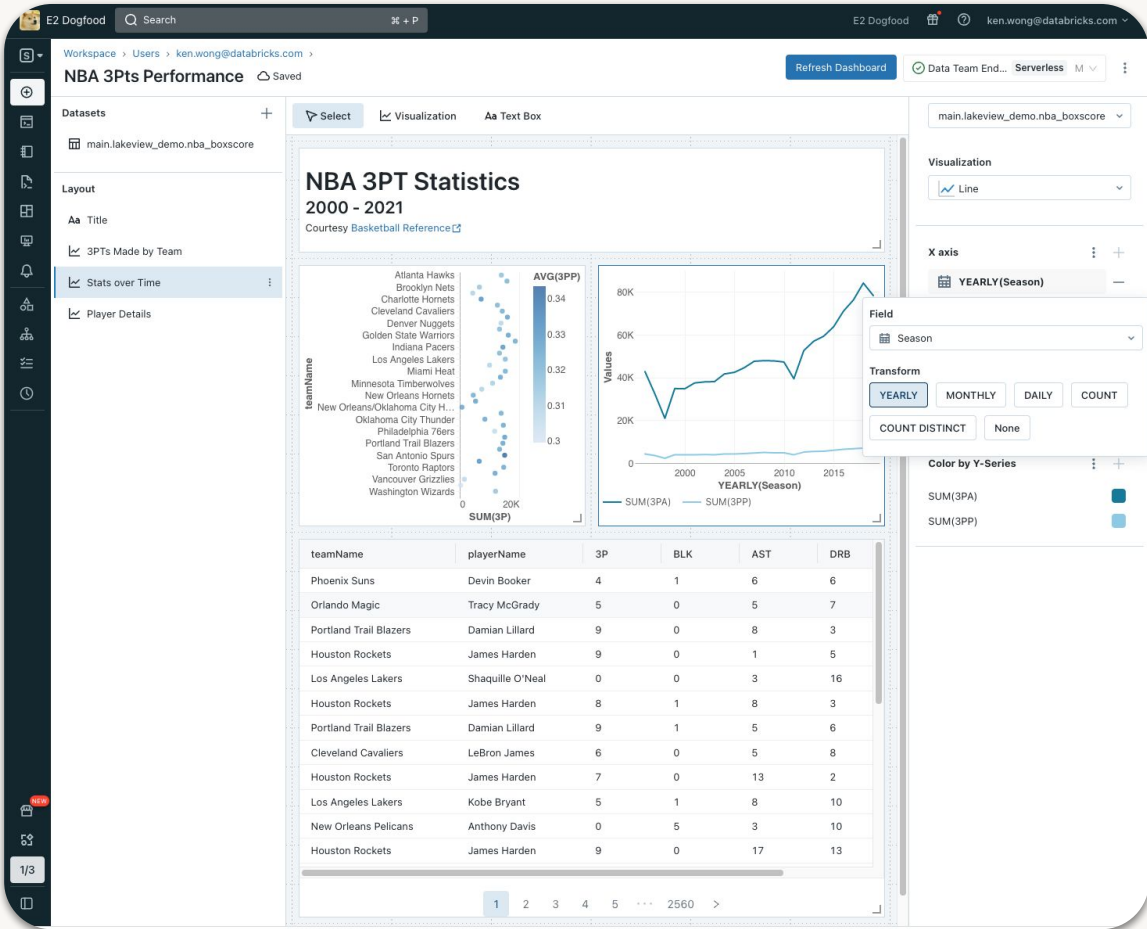 E2 Dogfood
Search
⌘ + P
E2 Dogfood
ken.wong@databricks.com
S
Workspace › Users › ken.wong@databricks.com ›
NBA 3Pts Performance
Saved
Refresh Dashboard
Data Team End... Serverless M
Datasets
main.lakeview_demo.nba_boxscore
Layout
Aa Title
3PTs Made by Team
Stats over Time
Player Details
NEW
1/3
Select
Visualization
Aa Text Box
NBA 3PT Statistics
2000 - 2021
Courtesy Basketball Reference
teamName
Atlanta Hawks
Brooklyn Nets
Charlotte Hornets
Cleveland Cavaliers
Denver Nuggets
Golden State Warriors
Indiana Pacers
Los Angeles Lakers
Miami Heat
Minnesota Timberwolves
New Orleans Hornets
New Orleans/Oklahoma City H...
Oklahoma City Thunder
Philadelphia 76ers
Portland Trail Blazers
San Antonio Spurs
Toronto Raptors
Vancouver Grizzlies
Washington Wizards
0 20K
SUM(3P)
AVG(3PP)
0.34
0.33
0.32
0.31
0.3
Values
80K
60K
40K
20K
0
2000 2005 2010 2015
YEARLY(Season)
SUM(3PA) SUM(3PP)
teamName playerName 3P BLK AST DRB
Phoenix Suns Devin Booker 4 1 6 6
Orlando Magic Tracy McGrady 5 0 5 7
Portland Trail Blazers Damian Lillard 9 0 8 3
Houston Rockets James Harden 9 0 1 5
Los Angeles Lakers Shaquille O'Neal 0 0 3 16
Houston Rockets James Harden 8 1 8 3
Portland Trail Blazers Damian Lillard 9 1 5 6
Cleveland Cavaliers LeBron James 6 0 5 8
Houston Rockets James Harden 7 0 13 2
Los Angeles Lakers Kobe Bryant 5 1 8 10
New Orleans Pelicans Anthony Davis 0 5 3 10
Houston Rockets James Harden 9 0 17 13
1 2 3 4 5 ··· 2560 >
main.lakeview_demo.nba_boxscore
Visualization
Line
X axis
YEARLY(Season)
Field
Season
Transform
YEARLY MONTHLY DAILY COUNT
COUNT DISTINCT None
Color by Y-Series
SUM(3PA)
SUM(3PP)